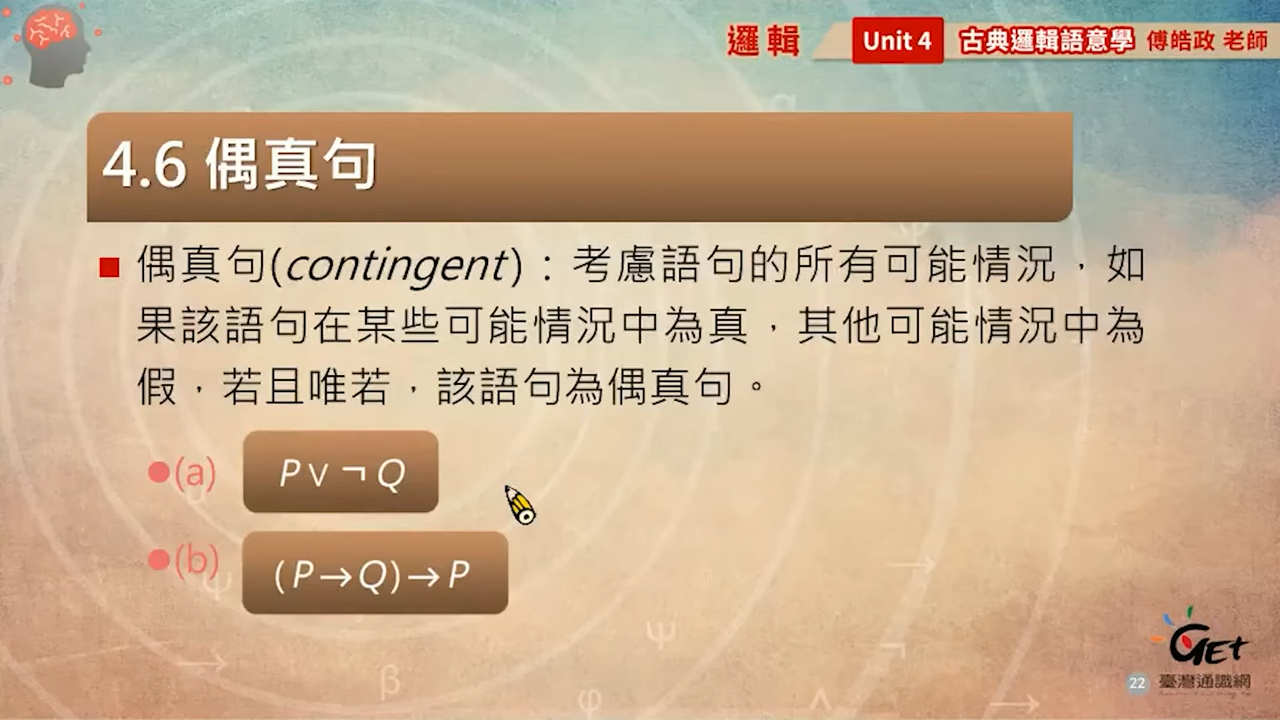 邏輯 Unit 4 古典邏輯語意學 傅皓政 老師
4.6 偶真句
偶真句(contingent)：考慮語句的所有可能情況，如
果該語句在某些可能情況中為真，其他可能情況中為
假，若且唯若，該語句為偶真句。
(a) P∨¬Q
(b) (P→Q)→P
ψ
β
φ
GET
22 臺灣通識網